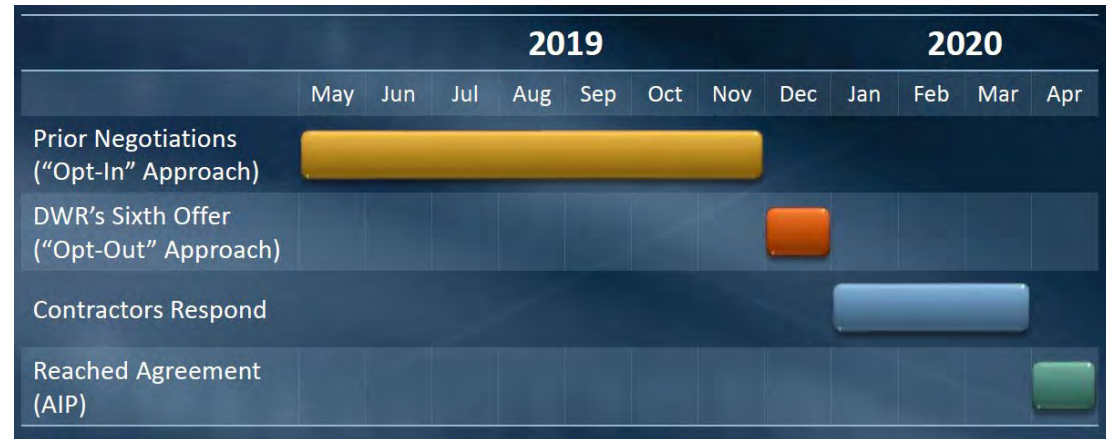 2019 2020
May Jun Jul Aug Sep Oct Nov Dec Jan Feb Mar Apr
Prior Negotiations
(“Opt-In” Approach)
DWR’s Sixth Offer
(“Opt-Out” Approach)
Contractors Respond
Reached Agreement
(AIP)